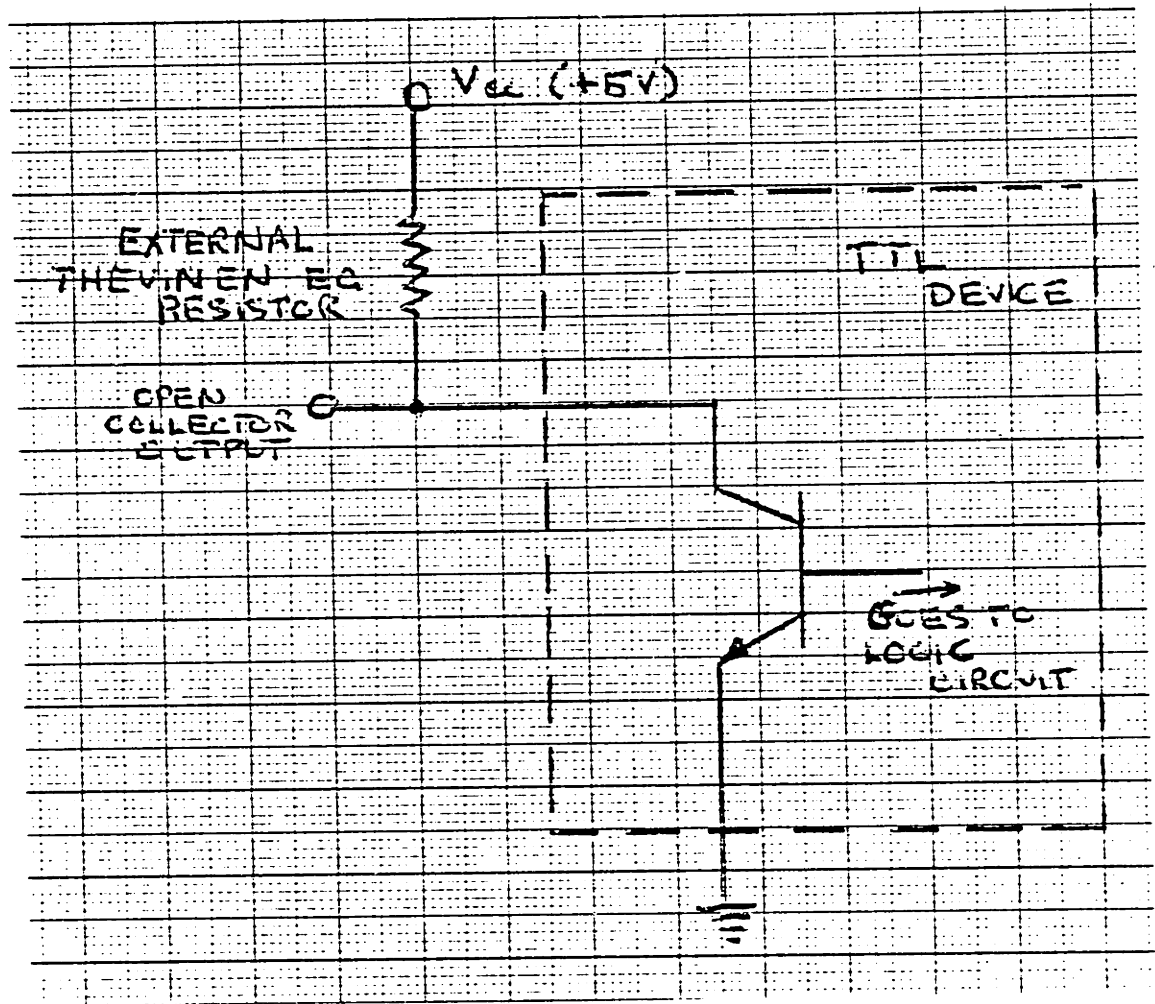 Vcc (+5V)
EXTERNAL
THEVINEN EQ
RESISTOR
TTL
DEVICE
OPEN
COLLECTOR
OUTPUT
GOES TO
LOGIC
CIRCUIT